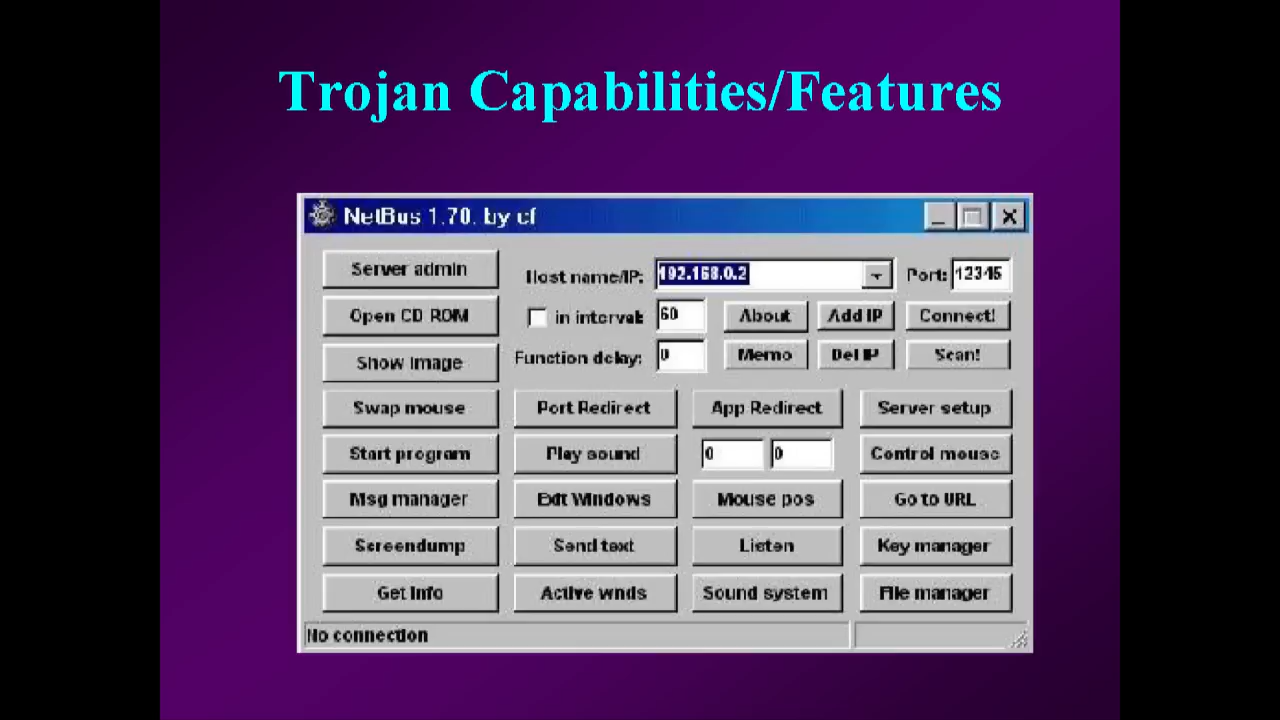 Trojan Capabilities/Features
NetBus 1.70, by cf
Server admin
Host name/IP: 192.168.0.2 Port: 12345
Open CD ROM
in interval: 60 About Add IP Connect!
Show image
Function delay: 0 Memo Del IP Scan!
Swap mouse Port Redirect App Redirect Server setup
Start program Play sound 0 0 Control mouse
Msg manager Exit Windows Mouse pos Go to URL
Screendump Send text Listen Key manager
Get info Active wnds Sound system File manager
No connection